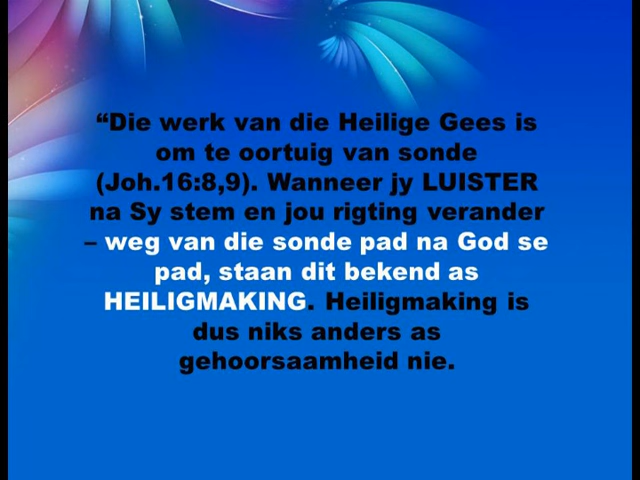 “Die werk van die Heilige Gees is
om te oortuig van sonde
(Joh.16:8,9). Wanneer jy LUISTER
na Sy stem en jou rigting verander
– weg van die sonde pad na God se
pad, staan dit bekend as
HEILIGMAKING. Heiligmaking is
dus niks anders as
gehoorsaamheid nie.